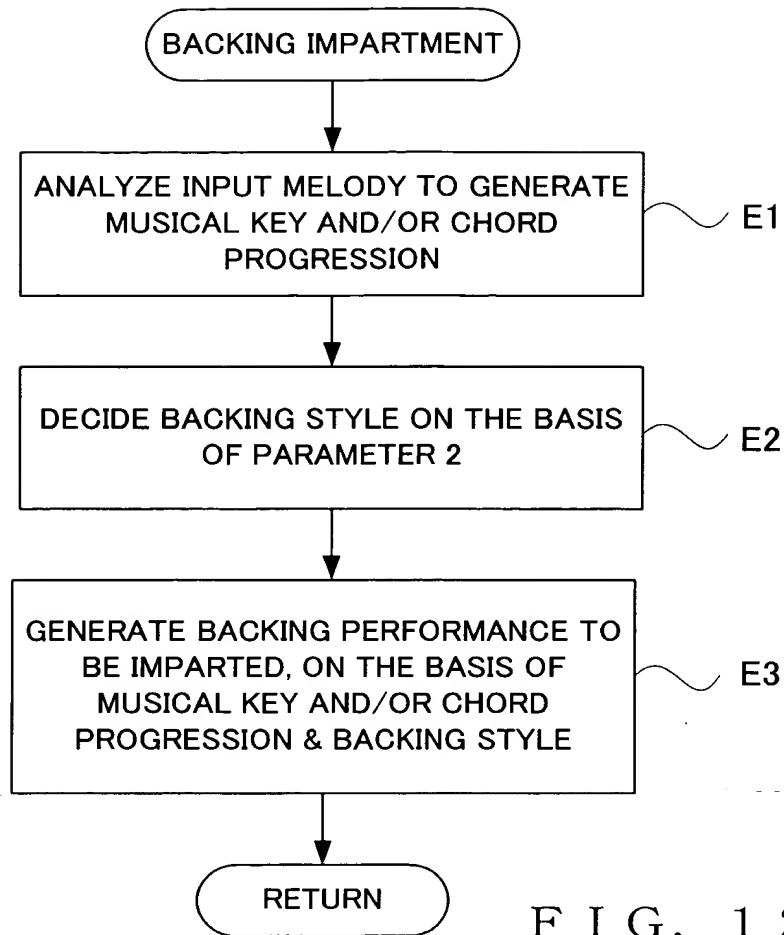 BACKING IMPARTMENT
ANALYZE INPUT MELODY TO GENERATE
MUSICAL KEY AND/OR CHORD
PROGRESSION
E1
DECIDE BACKING STYLE ON THE BASIS
OF PARAMETER 2
E2
GENERATE BACKING PERFORMANCE TO
BE IMPARTED, ON THE BASIS OF
MUSICAL KEY AND/OR CHORD
PROGRESSION & BACKING STYLE
E3
RETURN
FIG.